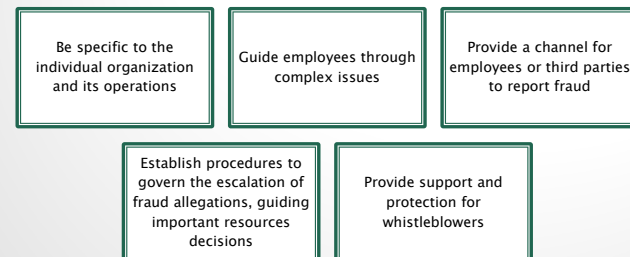 Be specific to the
individual organization
and its operations
Guide employees through
complex issues
Provide a channel for
employees or third parties
to report fraud
Establish procedures to
govern the escalation of
fraud allegations, guiding
important resources
decisions
Provide support and
protection for
whistleblowers